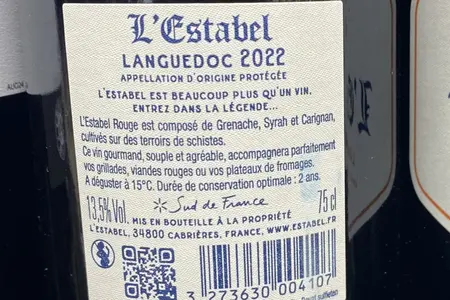 L'Estabel
LANGUEDOC 2022
APPELLATION D'ORIGINE PROTÉGÉE
L'ESTABEL EST BEAUCOUP PLUS QU'UN VIN.
ENTREZ DANS LA LÉGENDE...
L'Estabel Rouge est composé de Grenache, Syrah et Carignan,
cultivés sur des terroirs de schistes.
Ce vin gourmand, souple et agréable, accompagnera parfaitement
vos grillades, viandes rouges ou vos plateaux de fromages.
A déguster à 15°C. Durée de conservation optimale : 2 ans.
13,5% Vol.
Sud de France
75 cl
MIS EN BOUTEILLE À LA PROPRIÉTÉ
L'ESTABEL, 34800 CABRIÈRES, FRANCE, WWW.ESTABEL.FR
3 273630 004107